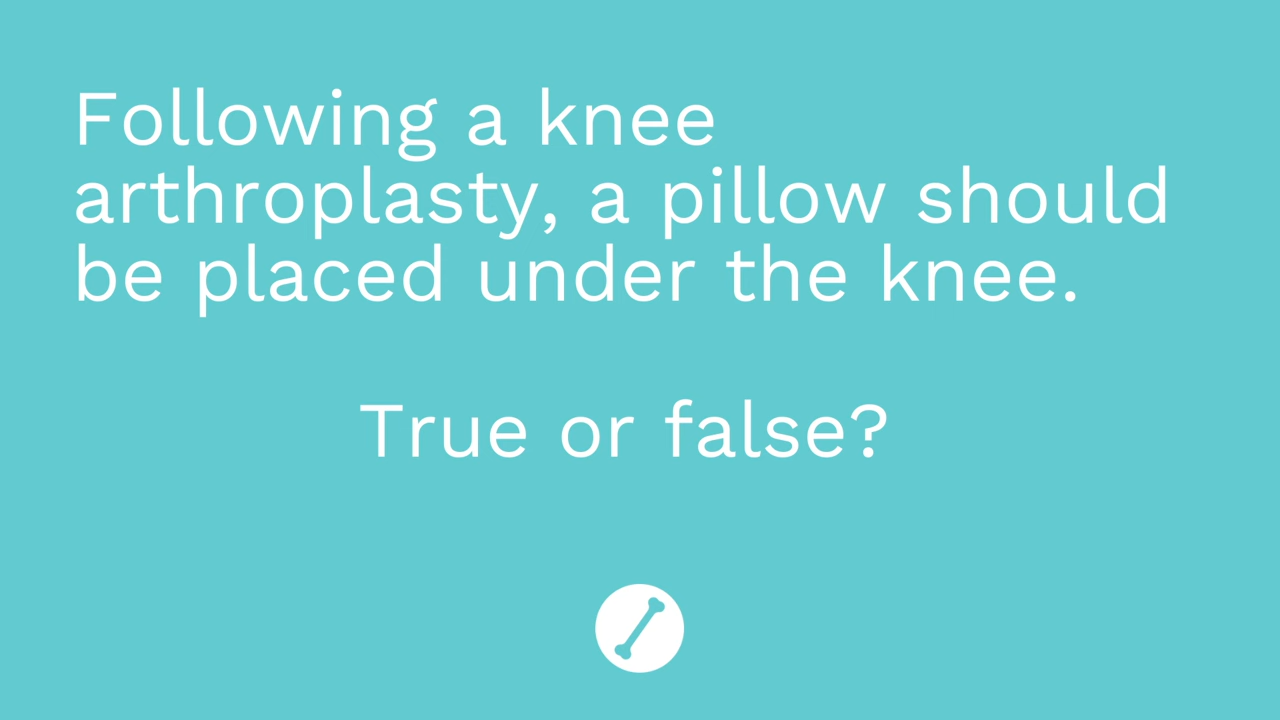 Following a knee
arthroplasty, a pillow should
be placed under the knee.
True or false?